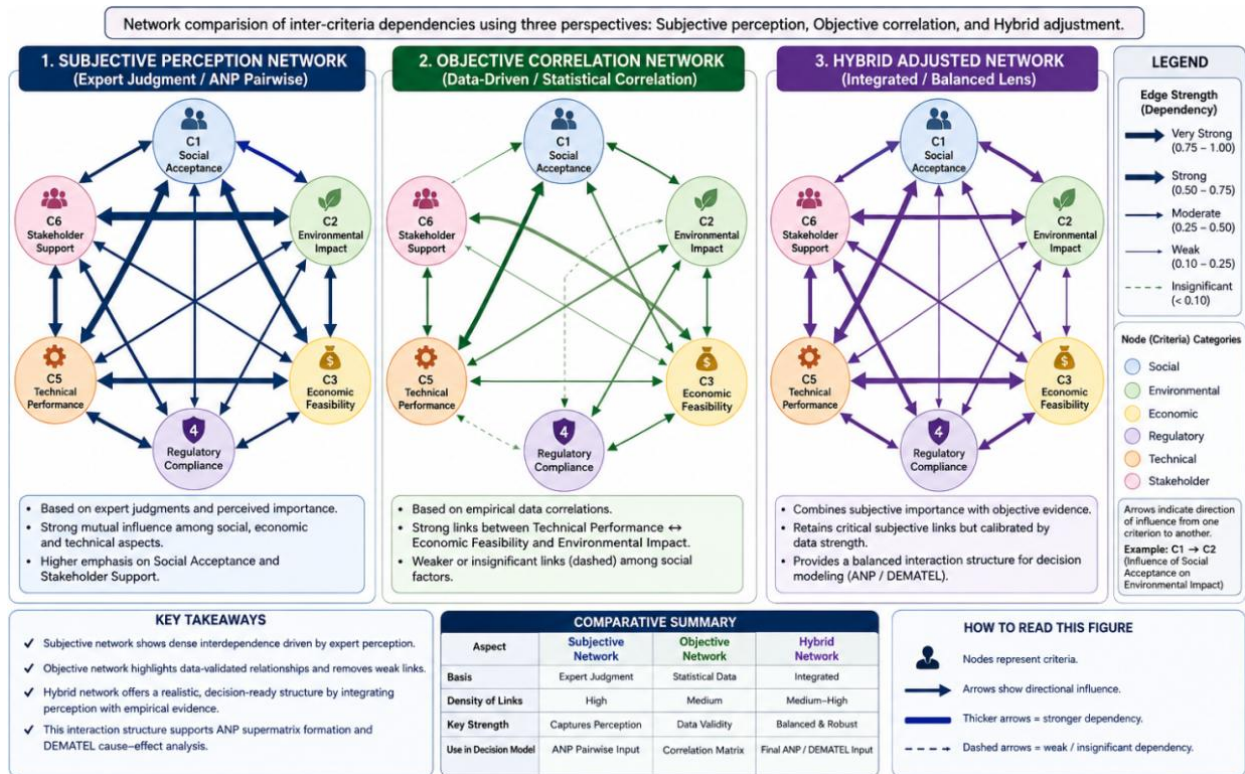 Network comparision of inter-criteria dependencies using three perspectives: Subjective perception, Objective correlation, and Hybrid adjustment.
1. SUBJECTIVE PERCEPTION NETWORK
(Expert Judgment / ANP Pairwise)
C1
Social
Acceptance
C6
Stakeholder
Support
C2
Environmental
Impact
C5
Technical
Performance
$
C3
Economic
Feasibility
4
Regulatory
Compliance
• Based on expert judgments and perceived importance.
• Strong mutual influence among social, economic
and technical aspects.
• Higher emphasis on Social Acceptance and
Stakeholder Support.
2. OBJECTIVE CORRELATION NETWORK
(Data-Driven / Statistical Correlation)
C1
Social
Acceptance
C6
Stakeholder
Support
C2
Environmental
Impact
C5
Technical
Performance
$
C3
Economic
Feasibility
4
Regulatory
Compliance
• Based on empirical data correlations.
• Strong links between Technical Performance ↔
Economic Feasibility and Environmental Impact.
• Weaker or insignificant links (dashed) among social
factors.
3. HYBRID ADJUSTED NETWORK
(Integrated / Balanced Lens)
C1
Social
Acceptance
C6
Stakeholder
Support
C2
Environmental
Impact
C5
Technical
Performance
$
C3
Economic
Feasibility
4
Regulatory
Compliance
• Combines subjective importance with objective evidence.
• Retains critical subjective links but calibrated by
data strength.
• Provides a balanced interaction structure for decision
modeling (ANP / DEMATEL).
LEGEND
Edge Strength
(Dependency)
Very Strong
(0.75 – 1.00)
Strong
(0.50 – 0.75)
Moderate
(0.25 – 0.50)
Weak
(0.10 – 0.25)
Insignificant
(< 0.10)
Node (Criteria) Categories
Social
Environmental
Economic
Regulatory
Technical
Stakeholder
Arrows indicate direction
of influence from one
criterion to another.
Example: C1 → C2
(Influence of Social
Acceptance on
Environmental Impact)
KEY TAKEAWAYS
✓ Subjective network shows dense interdependence driven by expert perception.
✓ Objective network highlights data-validated relationships and removes weak links.
✓ Hybrid network offers a realistic, decision-ready structure by integrating
perception with empirical evidence.
✓ This interaction structure supports ANP supermatrix formation and
DEMATEL cause–effect analysis.
COMPARATIVE SUMMARY
Aspect Subjective Network Objective Network Hybrid Network
Basis Expert Judgment Statistical Data Integrated
Density of Links High Medium Medium–High
Key Strength Captures Perception Data Validity Balanced & Robust
Use in Decision Model ANP Pairwise Input Correlation Matrix Final ANP / DEMATEL Input
HOW TO READ THIS FIGURE
Nodes represent criteria.
Arrows show directional influence.
Thicker arrows = stronger dependency.
Dashed arrows = weak / insignificant dependency.